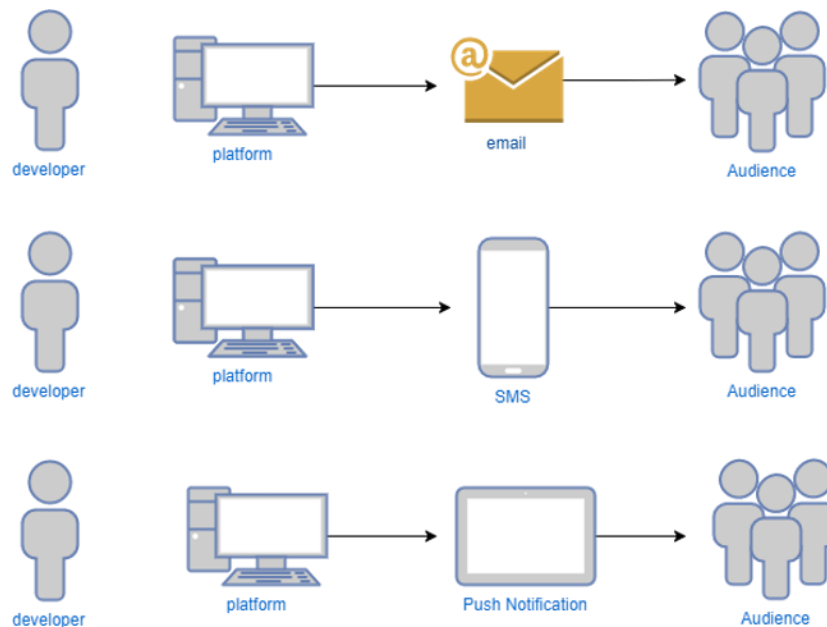 @
email
developer
platform
Audience
SMS
developer
platform
Audience
developer
platform
Push Notification
Audience